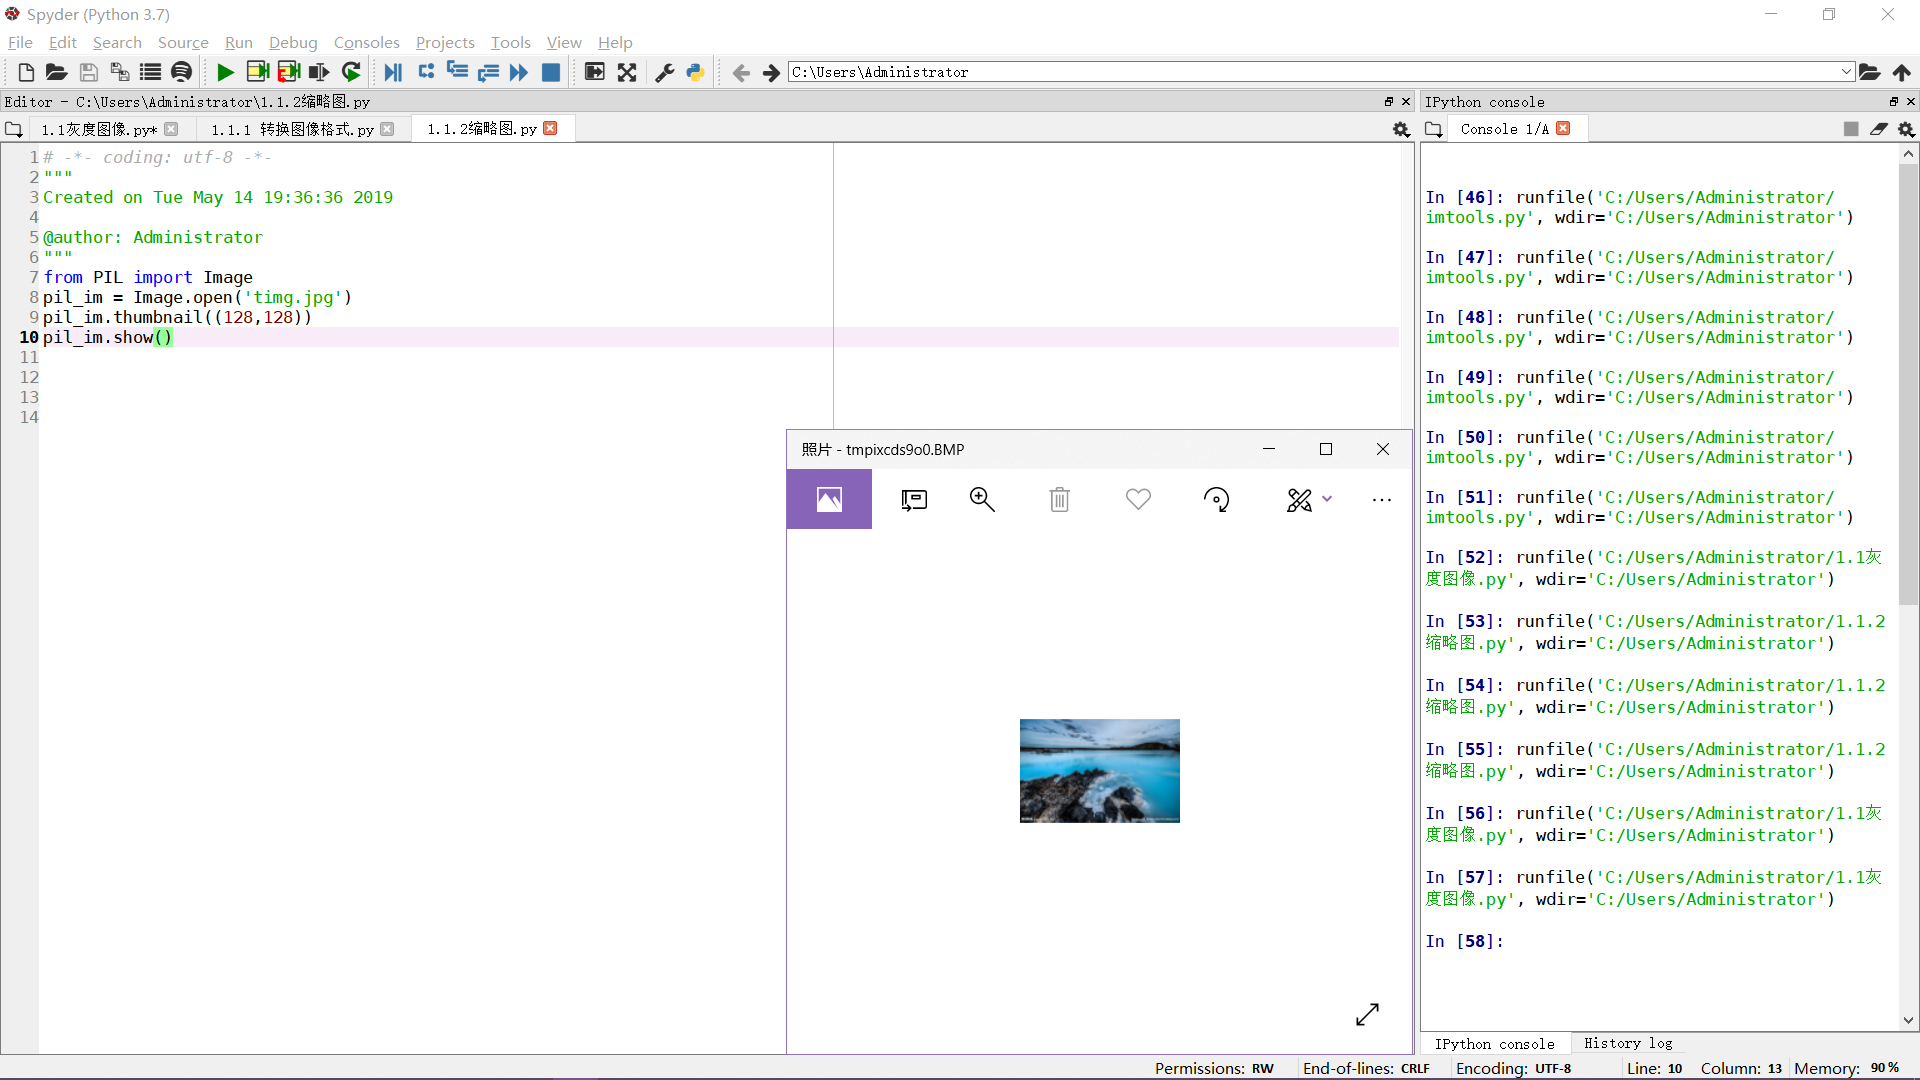 Spyder (Python 3.7)
File Edit Search Source Run Debug Consoles Projects Tools View Help
C:\Users\Administrator
Editor - C:\Users\Administrator\1.1.2缩略图.py
1.1灰度图像.py*
1.1.1 转换图像格式.py
1.1.2缩略图.py
1 # -*- coding: utf-8 -*-
2 """
3 Created on Tue May 14 19:36:36 2019
4
5 @author: Administrator
6 """
7 from PIL import Image
8 pil_im = Image.open('timg.jpg')
9 pil_im.thumbnail((128,128))
10 pil_im.show()
11
12
13
14
照片 - tmpixcds9o0.BMP
IPython console
Console 1/A
In [46]: runfile('C:/Users/Administrator/
imtools.py', wdir='C:/Users/Administrator')
In [47]: runfile('C:/Users/Administrator/
imtools.py', wdir='C:/Users/Administrator')
In [48]: runfile('C:/Users/Administrator/
imtools.py', wdir='C:/Users/Administrator')
In [49]: runfile('C:/Users/Administrator/
imtools.py', wdir='C:/Users/Administrator')
In [50]: runfile('C:/Users/Administrator/
imtools.py', wdir='C:/Users/Administrator')
In [51]: runfile('C:/Users/Administrator/
imtools.py', wdir='C:/Users/Administrator')
In [52]: runfile('C:/Users/Administrator/1.1灰
度图像.py', wdir='C:/Users/Administrator')
In [53]: runfile('C:/Users/Administrator/1.1.2
缩略图.py', wdir='C:/Users/Administrator')
In [54]: runfile('C:/Users/Administrator/1.1.2
缩略图.py', wdir='C:/Users/Administrator')
In [55]: runfile('C:/Users/Administrator/1.1.2
缩略图.py', wdir='C:/Users/Administrator')
In [56]: runfile('C:/Users/Administrator/1.1灰
度图像.py', wdir='C:/Users/Administrator')
In [57]: runfile('C:/Users/Administrator/1.1灰
度图像.py', wdir='C:/Users/Administrator')
In [58]:
IPython console
History log
Permissions: RW End-of-lines: CRLF Encoding: UTF-8 Line: 10 Column: 13 Memory: 90 %